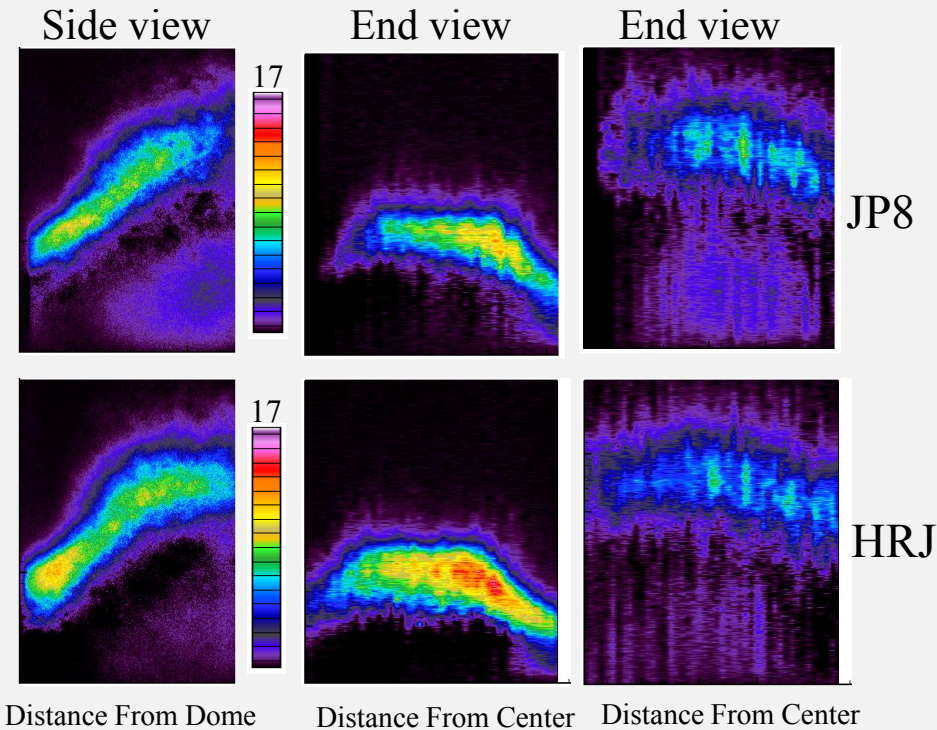 Side view
End view
End view
17
JP8
17
HRJ
Distance From Dome
Distance From Center
Distance From Center